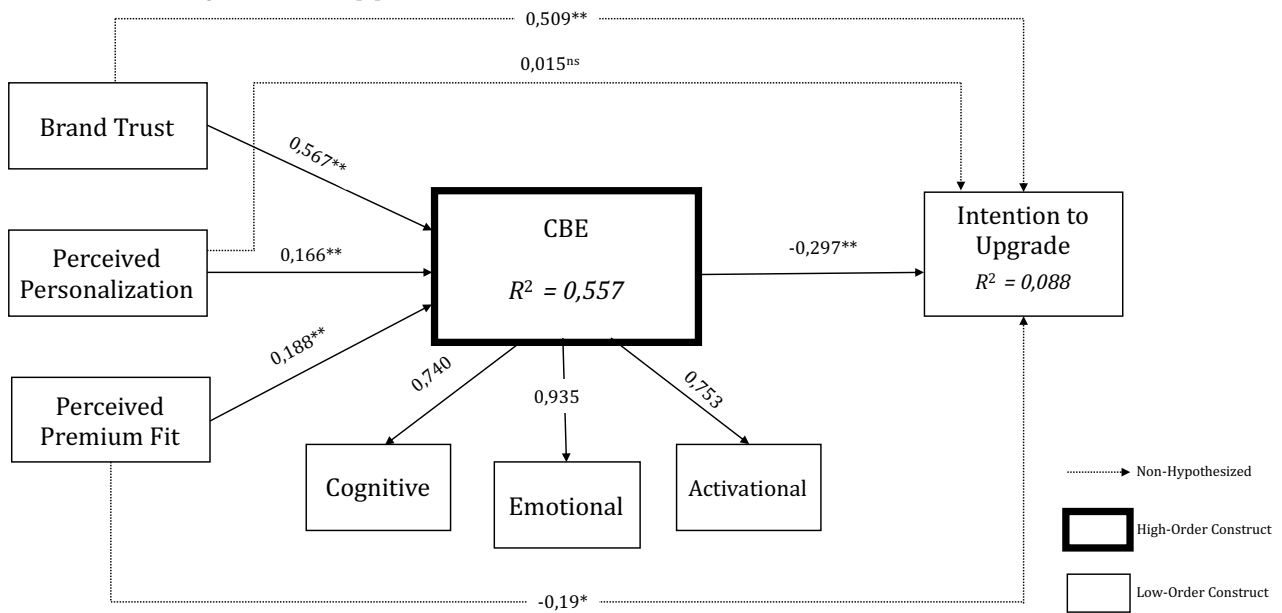 0,509**
0,015ns
Brand Trust
0,567**
Perceived
Personalization
0,166**
CBE
R2 = 0,557
-0,297**
Intention to
Upgrade
R2 = 0,088
0,188**
Perceived
Premium Fit
0,740
0,935
0,753
Cognitive
Emotional
Activational
Non-Hypothesized
High-Order Construct
Low-Order Construct
-0,19*